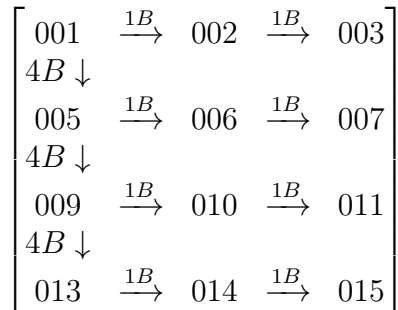 001 1B→ 002 1B→ 003
4B ↓
005 1B→ 006 1B→ 007
4B ↓
009 1B→ 010 1B→ 011
4B ↓
013 1B→ 014 1B→ 015